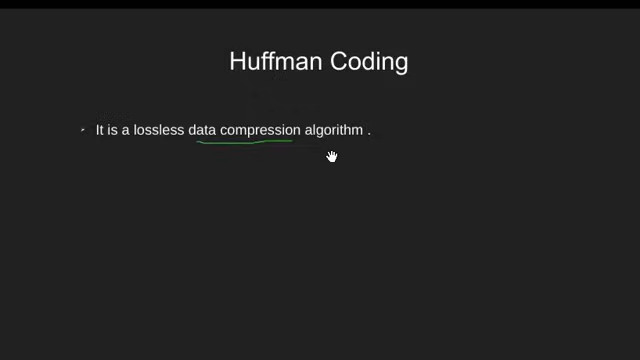 Huffman Coding
It is a lossless data compression algorithm .